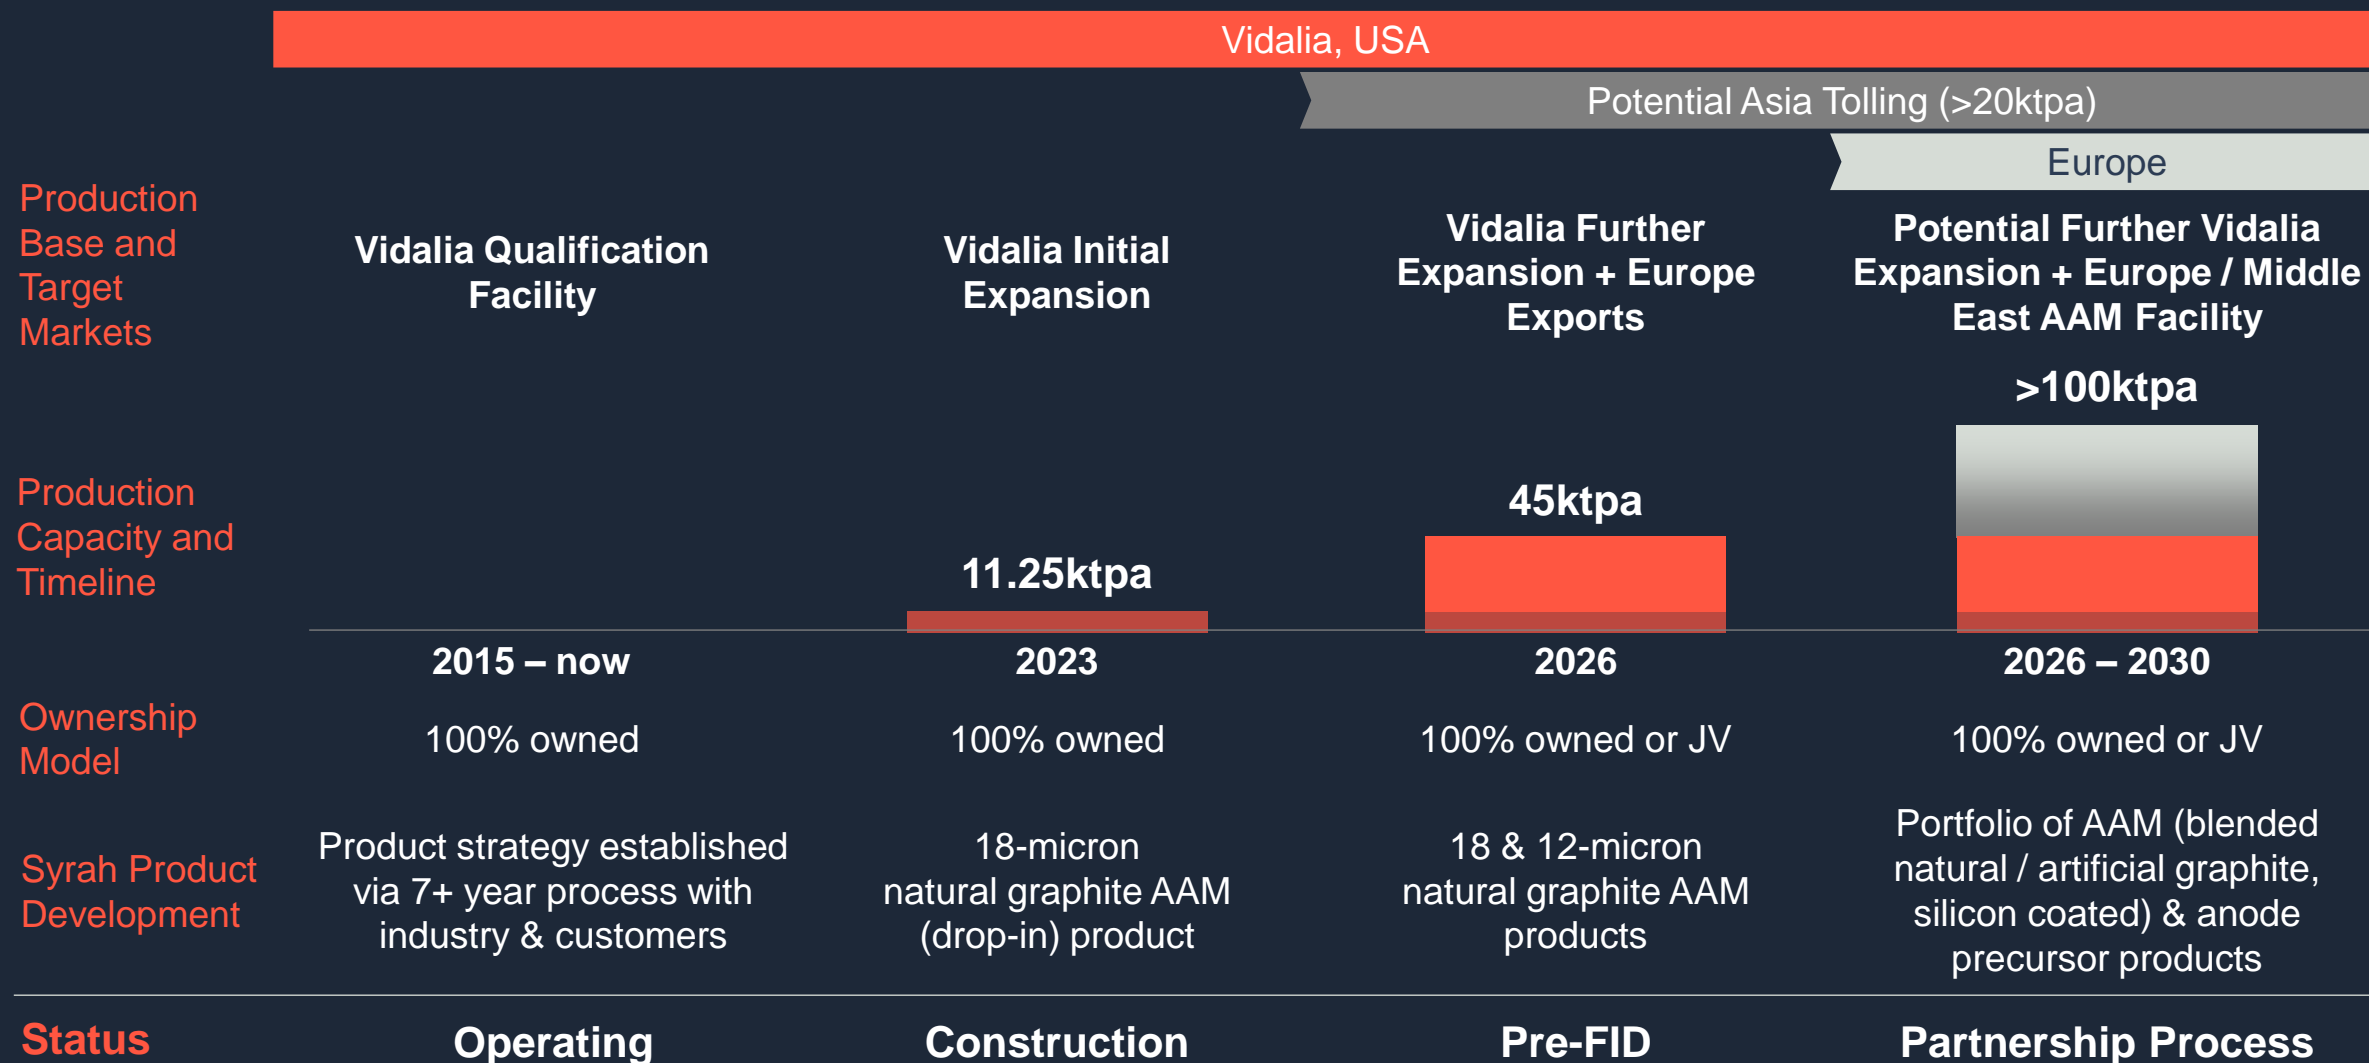 Vidalia, USA
Potential Asia Tolling (>20ktpa)
Europe
Production
Base and
Target
Markets
Vidalia Qualification
Facility
Vidalia Initial
Expansion
Vidalia Further
Expansion + Europe
Exports
Potential Further Vidalia
Expansion + Europe / Middle
East AAM Facility
Production
Capacity and
Timeline
11.25ktpa
45ktpa
>100ktpa
2015 – now
2023
2026
2026 – 2030
Ownership
Model
100% owned
100% owned
100% owned or JV
100% owned or JV
Syrah Product
Development
Product strategy established
via 7+ year process with
industry & customers
18-micron
natural graphite AAM
(drop-in) product
18 & 12-micron
natural graphite AAM
products
Portfolio of AAM (blended
natural / artificial graphite,
silicon coated) & anode
precursor products
Status
Operating
Construction
Pre-FID
Partnership Process